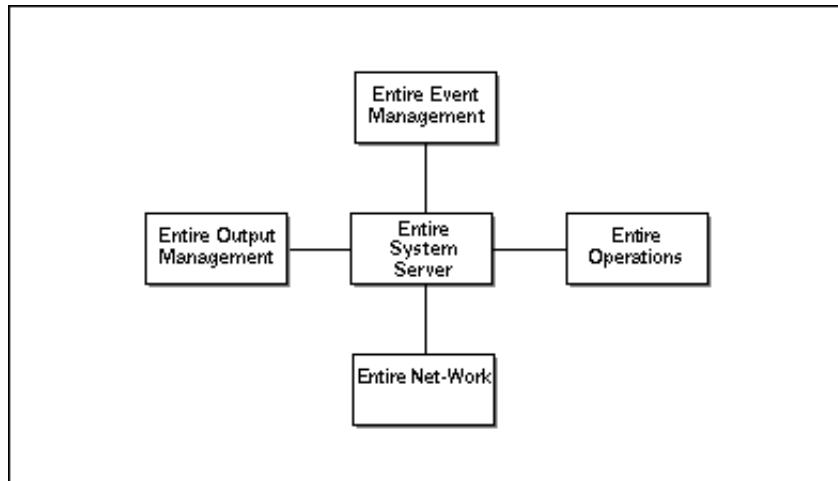 Entire Event
Management
Entire Output
Management
Entire
System
Server
Entire
Operations
Entire Net-Work